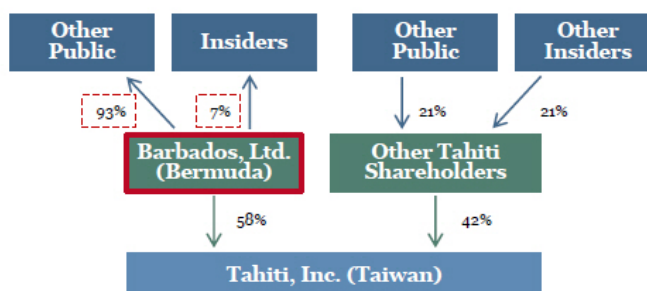 Other
Public
Insiders
Other
Public
Other
Insiders
93%
7%
21%
21%
Barbados, Ltd.
(Bermuda)
Other Tahiti
Shareholders
58%
42%
Tahiti, Inc. (Taiwan)